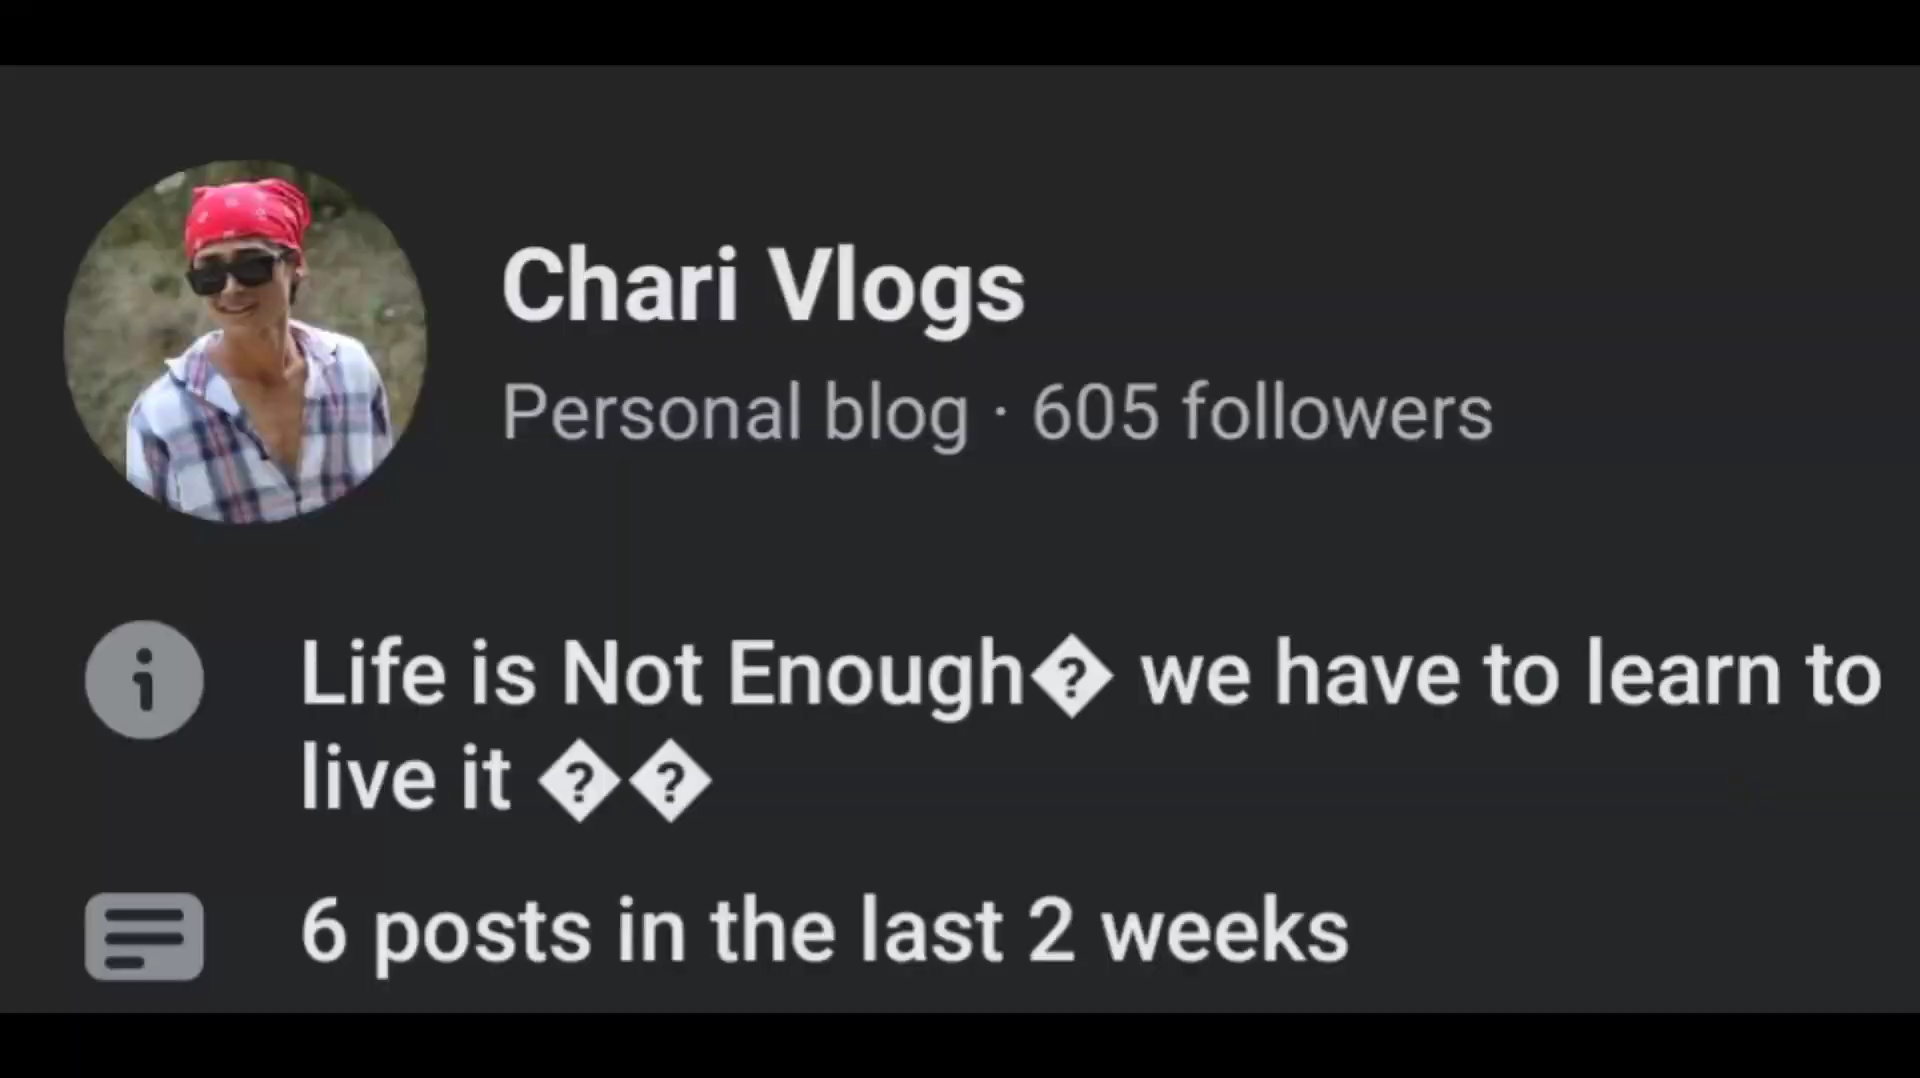 Chari Vlogs
Personal blog · 605 followers
Life is Not Enough� we have to learn to
live it ��
6 posts in the last 2 weeks